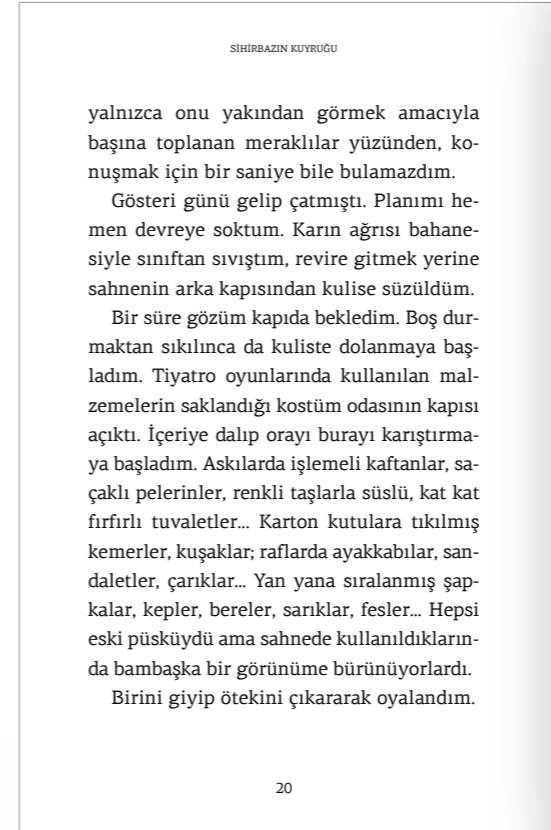 SİHİRBAZIN KUYRUĞU
yalnızca onu yakından görmek amacıyla
başına toplanan meraklılar yüzünden, ko-
nuşmak için bir saniye bile bulamazdım.
Gösteri günü gelip çatmıştı. Planımı he-
men devreye soktum. Karın ağrısı bahane-
siyle sınıftan sıvıştım, revire gitmek yerine
sahnenin arka kapısından kulise süzüldüm.
Bir süre gözüm kapıda bekledim. Boş dur-
maktan sıkılınca da kuliste dolanmaya baş-
ladım. Tiyatro oyunlarında kullanılan mal-
zemelerin saklandığı kostüm odasının kapısı
açıktı. İçeriye dalıp orayı burayı karıştırma-
ya başladım. Askılarda işlemeli kaftanlar, sa-
çaklı pelerinler, renkli taşlarla süslü, kat kat
fırfırlı tuvaletler... Karton kutulara tıkılmış
kemerler, kuşaklar; raflarda ayakkabılar, san-
daletler, çarıklar... Yan yana sıralanmış şap-
kalar, kepler, bereler, sarıklar, fesler... Hepsi
eski püsküydü ama sahnede kullanıldıkların-
da bambaşka bir görünüme bürünüyorlardı.
Birini giyip ötekini çıkararak oyalandım.
20